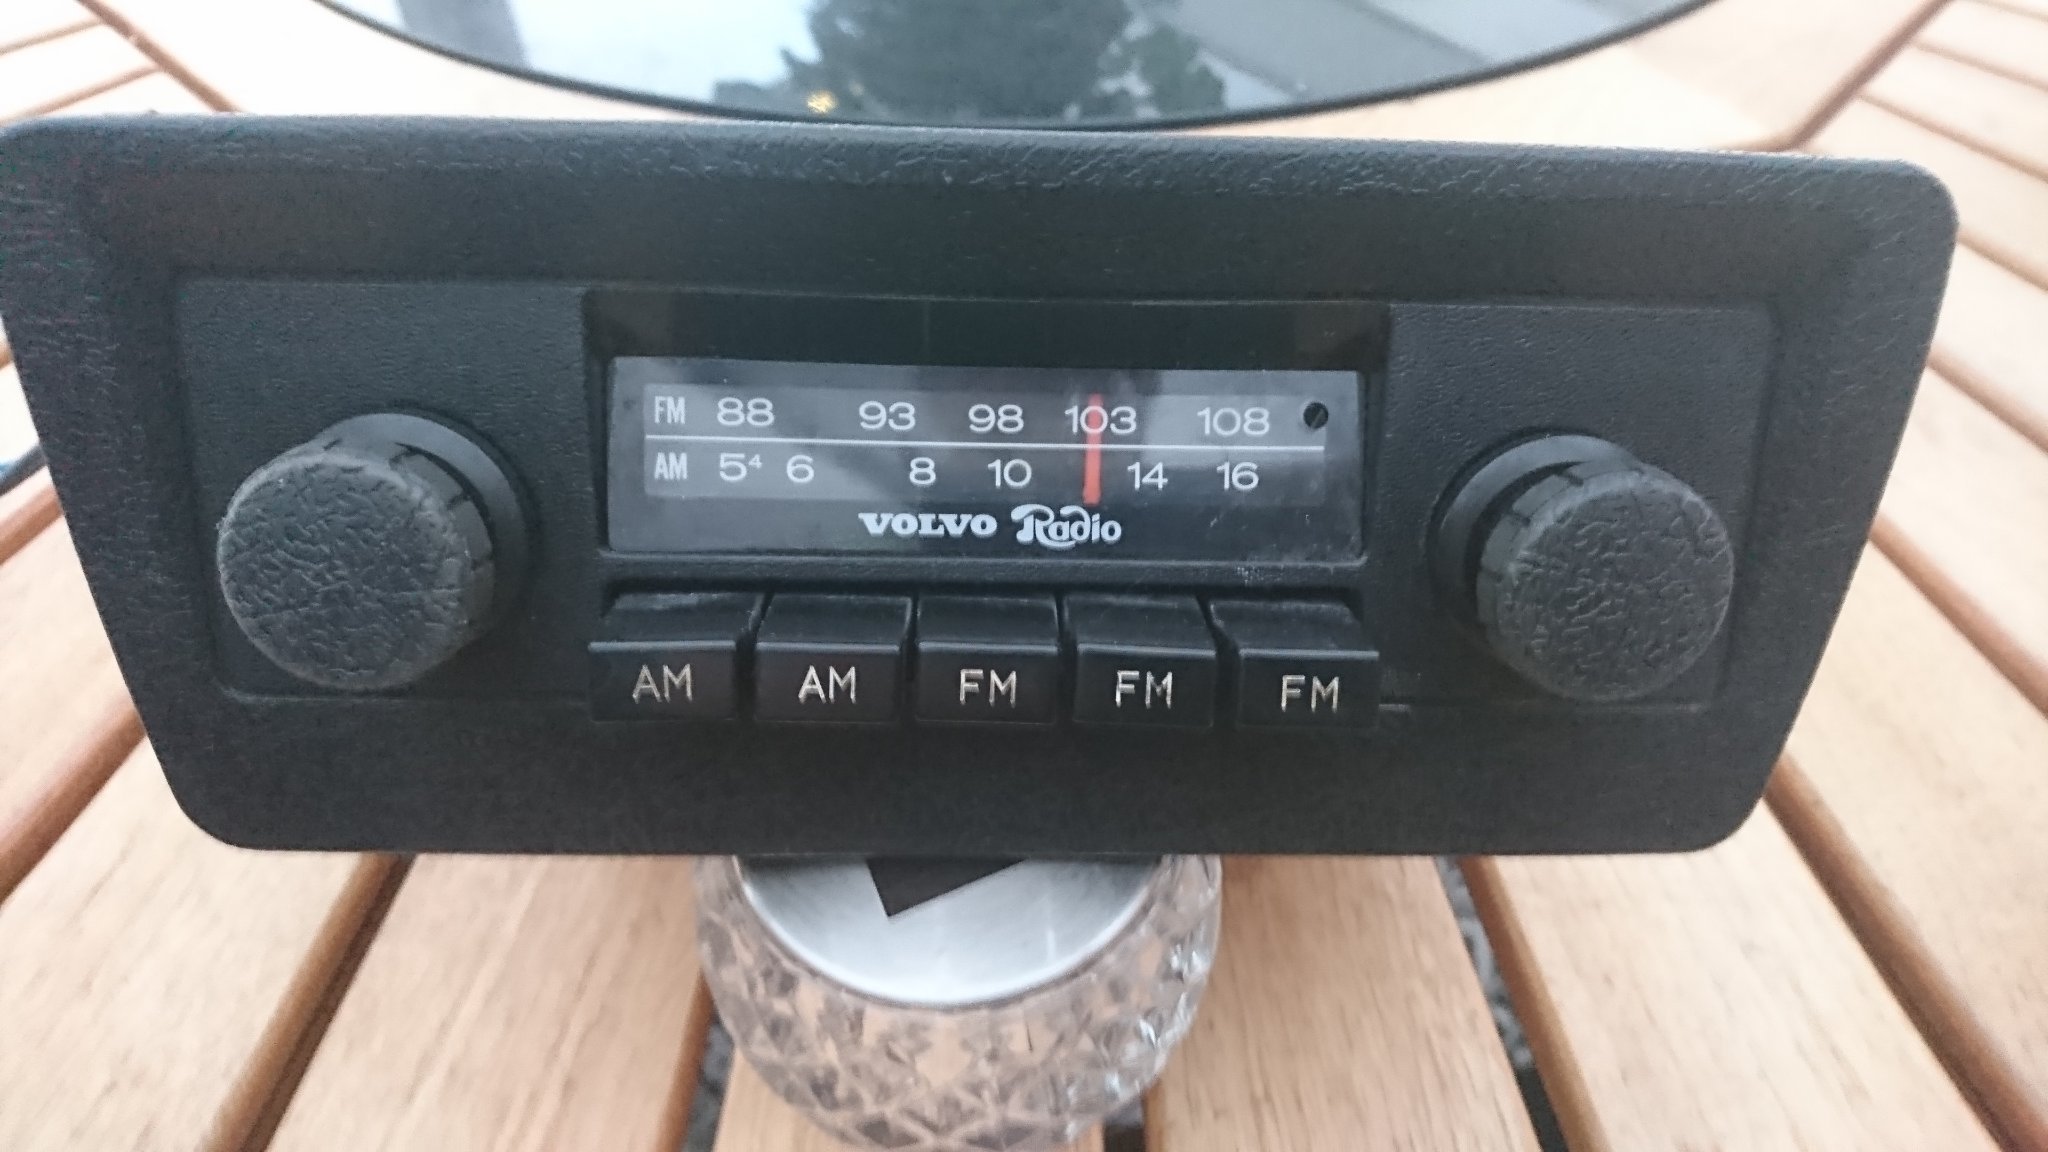 FM 88 93 98 103 108
AM 5⁴ 6 8 10 14 16
VOLVO Radio
AM AM FM FM FM